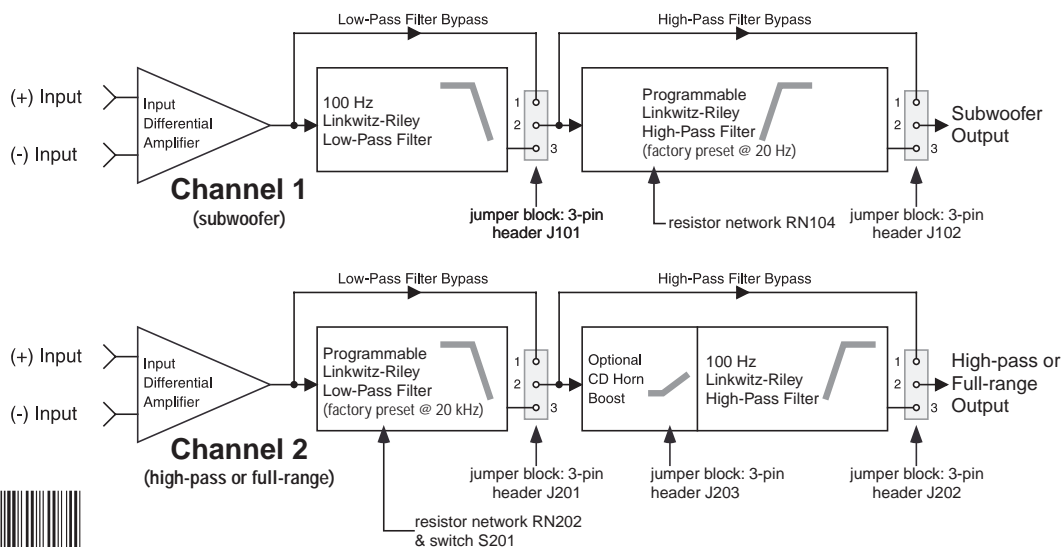 Low-Pass Filter Bypass
High-Pass Filter Bypass
(+) Input
(-) Input
Input
Differential
Amplifier
100 Hz
Linkwitz-Riley
Low-Pass Filter
1
2
3
Programmable
Linkwitz-Riley
High-Pass Filter
(factory preset @ 20 Hz)
1
2
3
Subwoofer
Output
Channel 1
(subwoofer)
jumper block: 3-pin
header J101
resistor network RN104
jumper block: 3-pin
header J102
Low-Pass Filter Bypass
High-Pass Filter Bypass
(+) Input
(-) Input
Input
Differential
Amplifier
Programmable
Linkwitz-Riley
Low-Pass Filter
(factory preset @ 20 kHz)
1
2
3
Optional
CD Horn
Boost
100 Hz
Linkwitz-Riley
High-Pass Filter
1
2
3
High-pass or
Full-range
Output
Channel 2
(high-pass or full-range)
jumper block: 3-pin
header J201
jumper block: 3-pin
header J203
jumper block: 3-pin
header J202
resistor network RN202
& switch S201